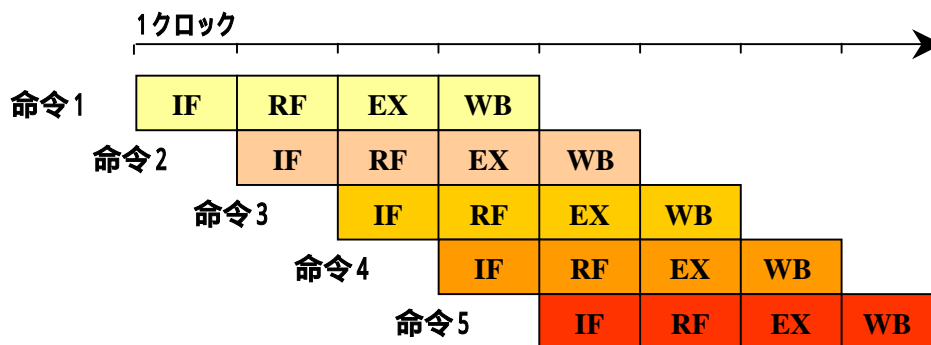 1クロック
命令1 IF RF EX WB
命令2 IF RF EX WB
命令3 IF RF EX WB
命令4 IF RF EX WB
命令5 IF RF EX WB